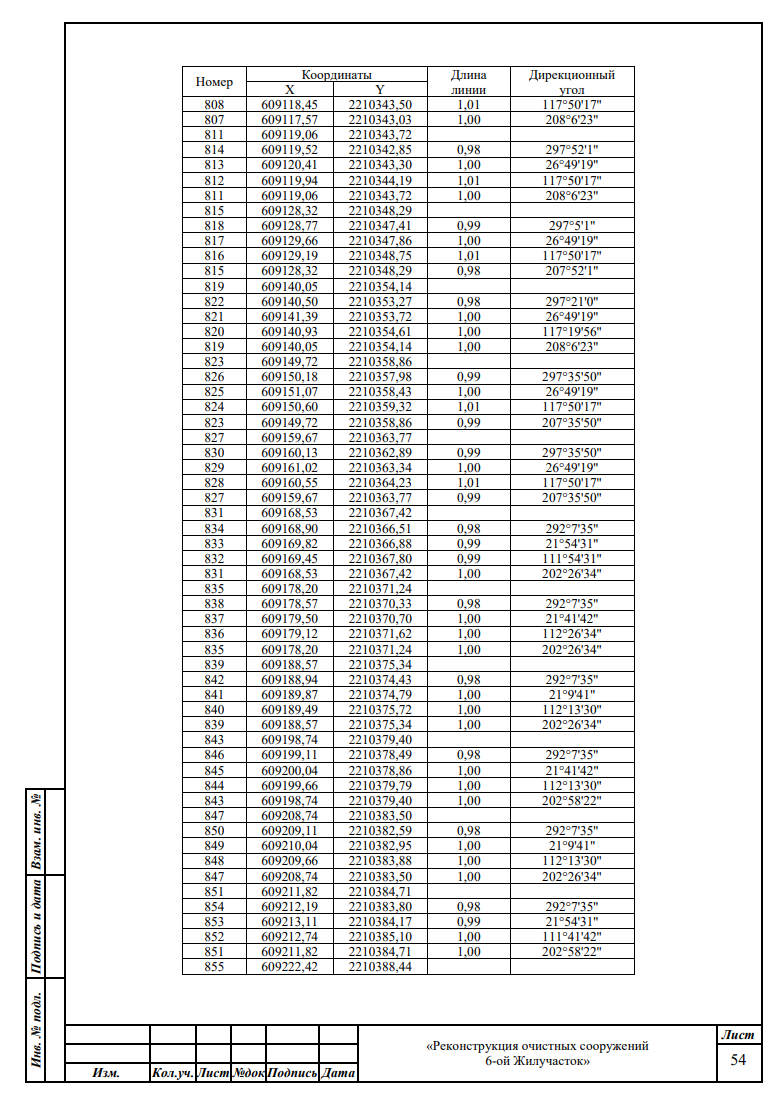 Номер Координаты Длина линии Дирекционный угол
X Y
808 609118,45 2210343,50 1,01 117°50'17"
807 609117,57 2210343,03 1,00 208°6'23"
811 609119,06 2210343,72
814 609119,52 2210342,85 0,98 297°52'1"
813 609120,41 2210343,30 1,00 26°49'19"
812 609119,94 2210344,19 1,01 117°50'17"
811 609119,06 2210343,72 1,00 208°6'23"
815 609128,32 2210348,29
818 609128,77 2210347,41 0,99 297°5'1"
817 609129,66 2210347,86 1,00 26°49'19"
816 609129,19 2210348,75 1,01 117°50'17"
815 609128,32 2210348,29 0,98 207°52'1"
819 609140,05 2210354,14
822 609140,50 2210353,27 0,98 297°21'0"
821 609141,39 2210353,72 1,00 26°49'19"
820 609140,93 2210354,61 1,00 117°19'56"
819 609140,05 2210354,14 1,00 208°6'23"
823 609149,72 2210358,86
826 609150,18 2210357,98 0,99 297°35'50"
825 609151,07 2210358,43 1,00 26°49'19"
824 609150,60 2210359,32 1,01 117°50'17"
823 609149,72 2210358,86 0,99 207°35'50"
827 609159,67 2210363,77
830 609160,13 2210362,89 0,99 297°35'50"
829 609161,02 2210363,34 1,00 26°49'19"
828 609160,55 2210364,23 1,01 117°50'17"
827 609159,67 2210363,77 0,99 207°35'50"
831 609168,53 2210367,42
834 609168,90 2210366,51 0,98 292°7'35"
833 609169,82 2210366,88 0,99 21°54'31"
832 609169,45 2210367,80 0,99 111°54'31"
831 609168,53 2210367,42 1,00 202°26'34"
835 609178,20 2210371,24
838 609178,57 2210370,33 0,98 292°7'35"
837 609179,50 2210370,70 1,00 21°41'42"
836 609179,12 2210371,62 1,00 112°26'34"
835 609178,20 2210371,24 1,00 202°26'34"
839 609188,57 2210375,34
842 609188,94 2210374,43 0,98 292°7'35"
841 609189,87 2210374,79 1,00 21°9'41"
840 609189,49 2210375,72 1,00 112°13'30"
839 609188,57 2210375,34 1,00 202°26'34"
843 609198,74 2210379,40
846 609199,11 2210378,49 0,98 292°7'35"
845 609200,04 2210378,86 1,00 21°41'42"
844 609199,66 2210379,79 1,00 112°13'30"
843 609198,74 2210379,40 1,00 202°58'22"
847 609208,74 2210383,50
850 609209,11 2210382,59 0,98 292°7'35"
849 609210,04 2210382,95 1,00 21°9'41"
848 609209,66 2210383,88 1,00 112°13'30"
847 609208,74 2210383,50 1,00 202°26'34"
851 609211,82 2210384,71
854 609212,19 2210383,80 0,98 292°7'35"
853 609213,11 2210384,17 0,99 21°54'31"
852 609212,74 2210385,10 1,00 111°41'42"
851 609211,82 2210384,71 1,00 202°58'22"
855 609222,42 2210388,44
Взам. инв. №
Подпись и дата
Инв. № подл.
Изм. Кол.уч. Лист №док Подпись Дата
«Реконструкция очистных сооружений
6-ой Жилучасток»
Лист
54